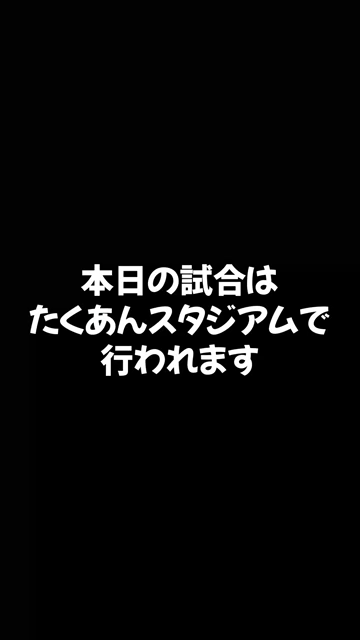 本日の試合は
たくあんスタジアムで
行われます